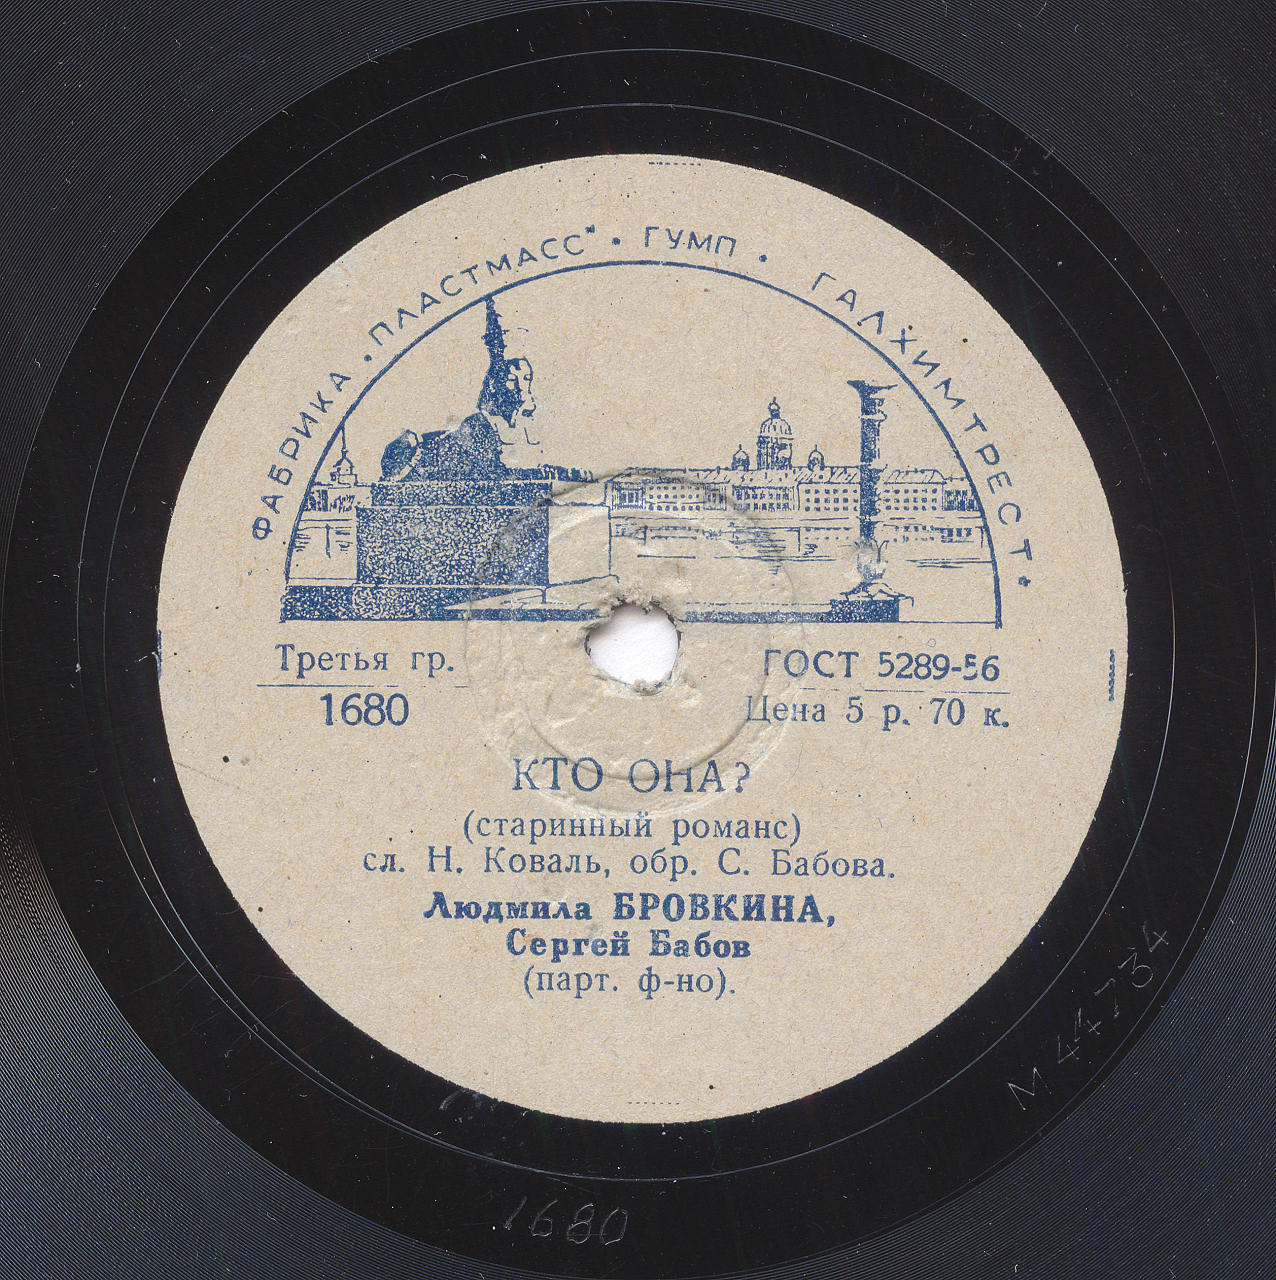 ФАБРИКА „ПЛАСТМАСС" • ГУМП • ГАЛХИМТРЕСТ•
Третья гр.
1680
ГОСТ 5289-56
Цена 5 р. 70 к.
КТО ОНА?
(старинный романс)
сл. Н. Коваль, обр. С. Бабова.
Людмила БРОВКИНА,
Сергей Бабов
(парт. ф-но).
М 44734
1680